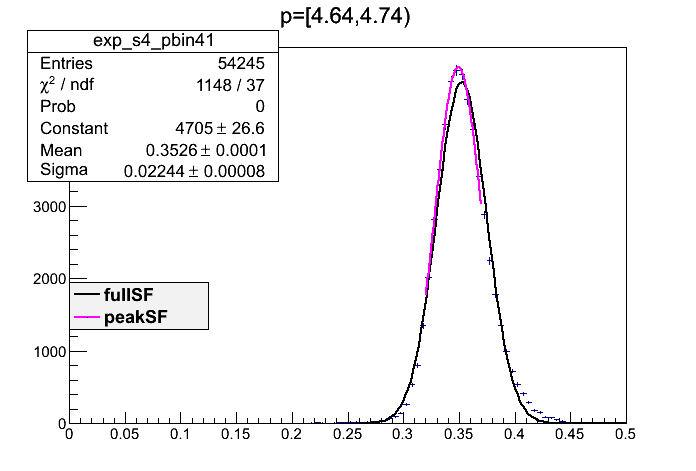 p=[4.64,4.74)
exp_s4_pbin41
Entries 54245
χ² / ndf 1148 / 37
Prob 0
Constant 4705 ± 26.6
Mean 0.3526 ± 0.0001
Sigma 0.02244 ± 0.00008
3000
2000
fullSF
peakSF
1000
0
0 0.05 0.1 0.15 0.2 0.25 0.3 0.35 0.4 0.45 0.5